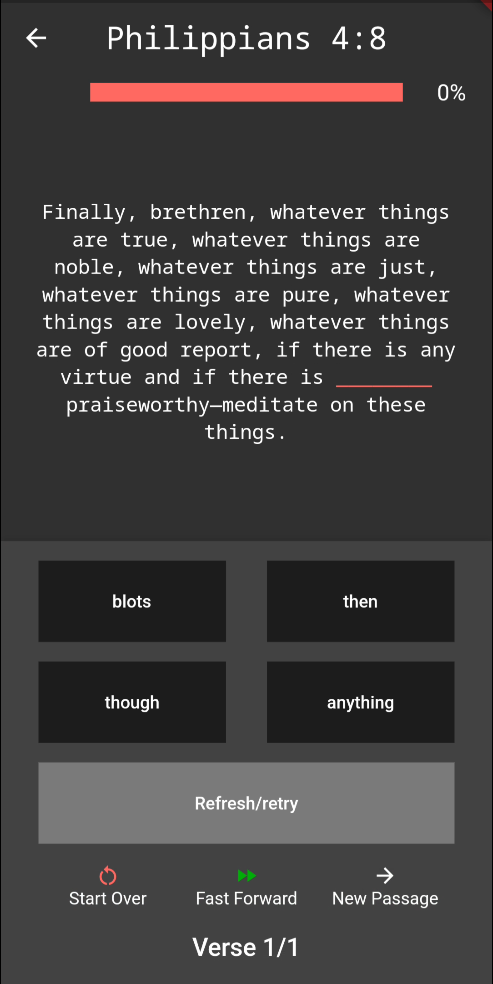 Philippians 4:8
0%
Finally, brethren, whatever things
are true, whatever things are
noble, whatever things are just,
whatever things are pure, whatever
things are lovely, whatever things
are of good report, if there is any
virtue and if there is ________
praiseworthy—meditate on these
things.
blots
then
though
anything
Refresh/retry
Start Over
Fast Forward
New Passage
Verse 1/1